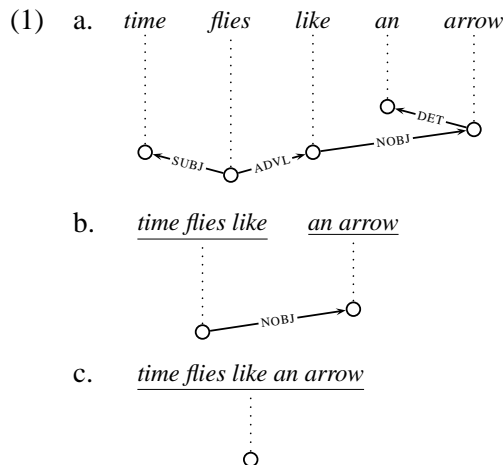 (1) a. time flies like an arrow
DET
SUBJ ADVL NOBJ
b. time flies like an arrow
NOBJ
c. time flies like an arrow